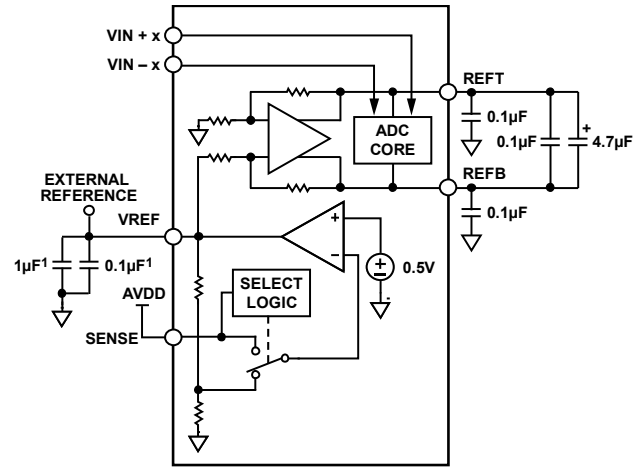 VIN + x
VIN – x
REFT
0.1µF
0.1µF
4.7µF
+
ADC
CORE
REFB
0.1µF
EXTERNAL
REFERENCE
VREF
1µF1
0.1µF1
+
–
0.5V
+
–
SELECT
LOGIC
AVDD
SENSE